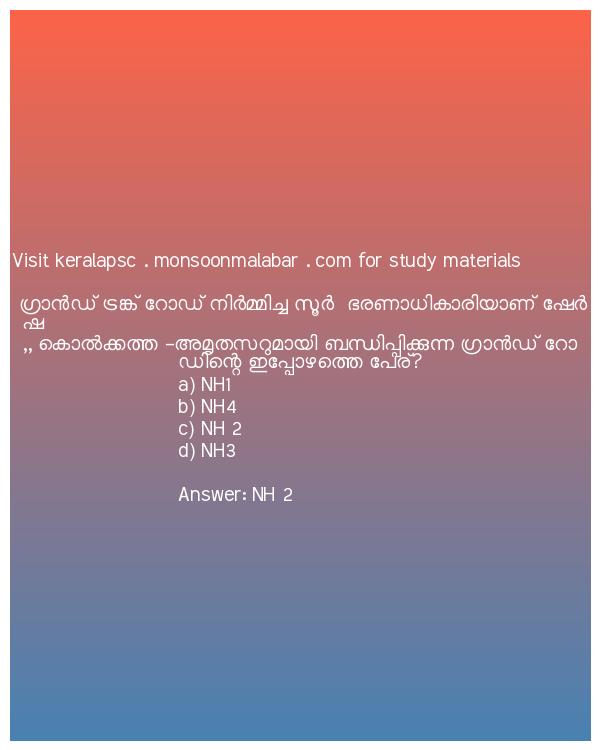 Visit keralapsc . monsoonmalabar . com for study materials
ഗ്രാൻഡ് ട്രങ്ക് റോഡ് നിർമ്മിച്ച സൂർ ഭരണാധികാരിയാണ് ഷേർ
ഷ
,, കൊൽക്കത്ത -അമൃതസറുമായി ബന്ധിപ്പിക്കുന്ന ഗ്രാൻഡ് റോ
ഡിന്റെ ഇപ്പോഴത്തെ പേര്?
a) NH1
b) NH4
c) NH 2
d) NH3
Answer: NH 2